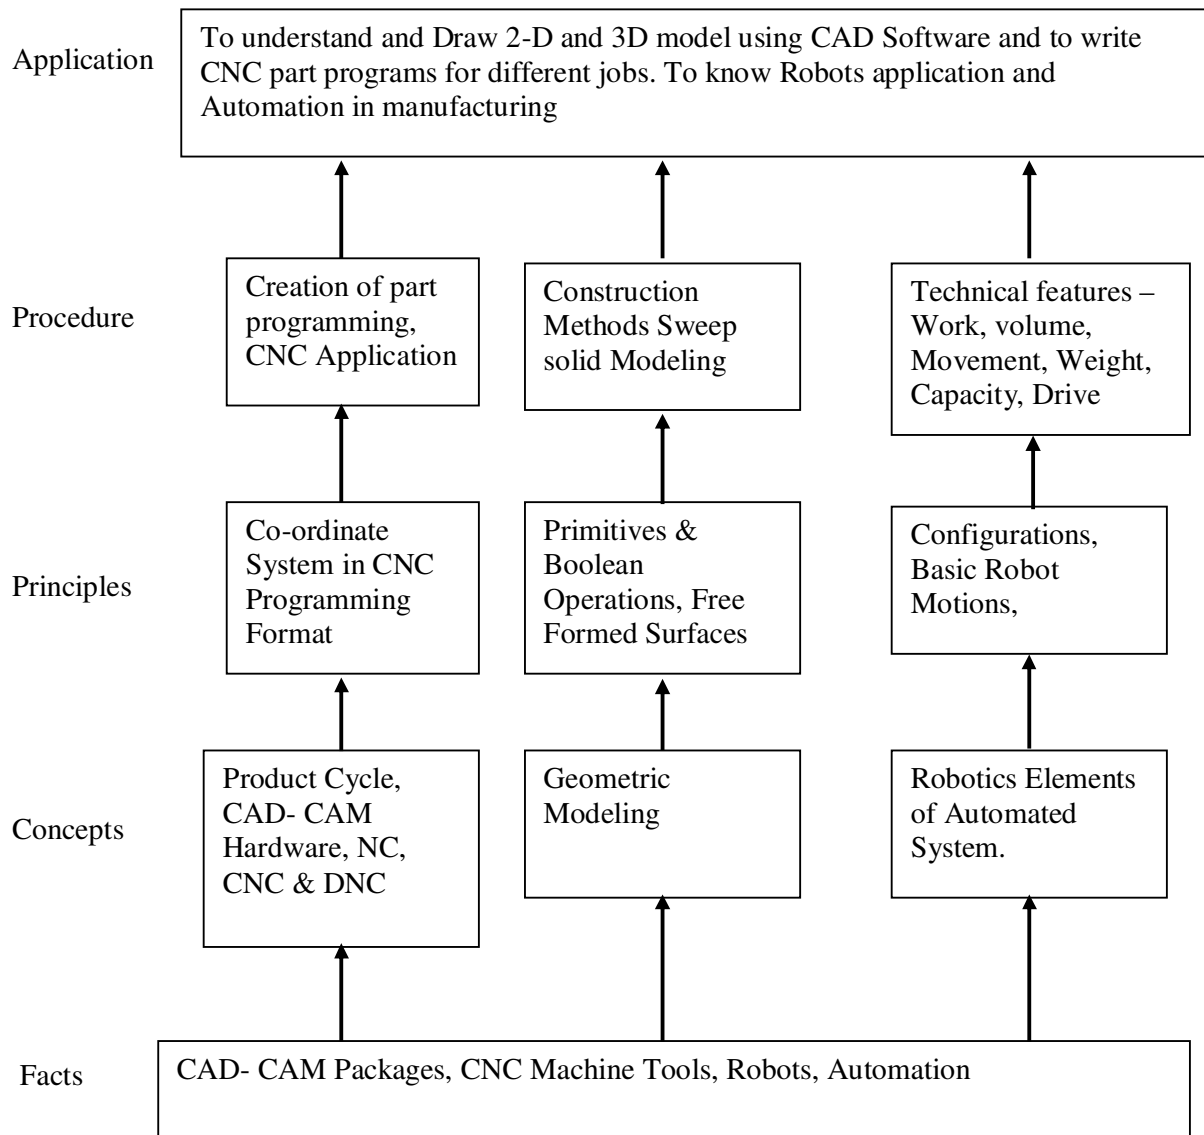 Application
To understand and Draw 2-D and 3D model using CAD Software and to write
CNC part programs for different jobs. To know Robots application and
Automation in manufacturing
Procedure
Creation of part
programming,
CNC Application
Construction
Methods Sweep
solid Modeling
Technical features –
Work, volume,
Movement, Weight,
Capacity, Drive
Principles
Co-ordinate
System in CNC
Programming
Format
Primitives &
Boolean
Operations, Free
Formed Surfaces
Configurations,
Basic Robot
Motions,
Concepts
Product Cycle,
CAD- CAM
Hardware, NC,
CNC & DNC
Geometric
Modeling
Robotics Elements
of Automated
System.
Facts
CAD- CAM Packages, CNC Machine Tools, Robots, Automation